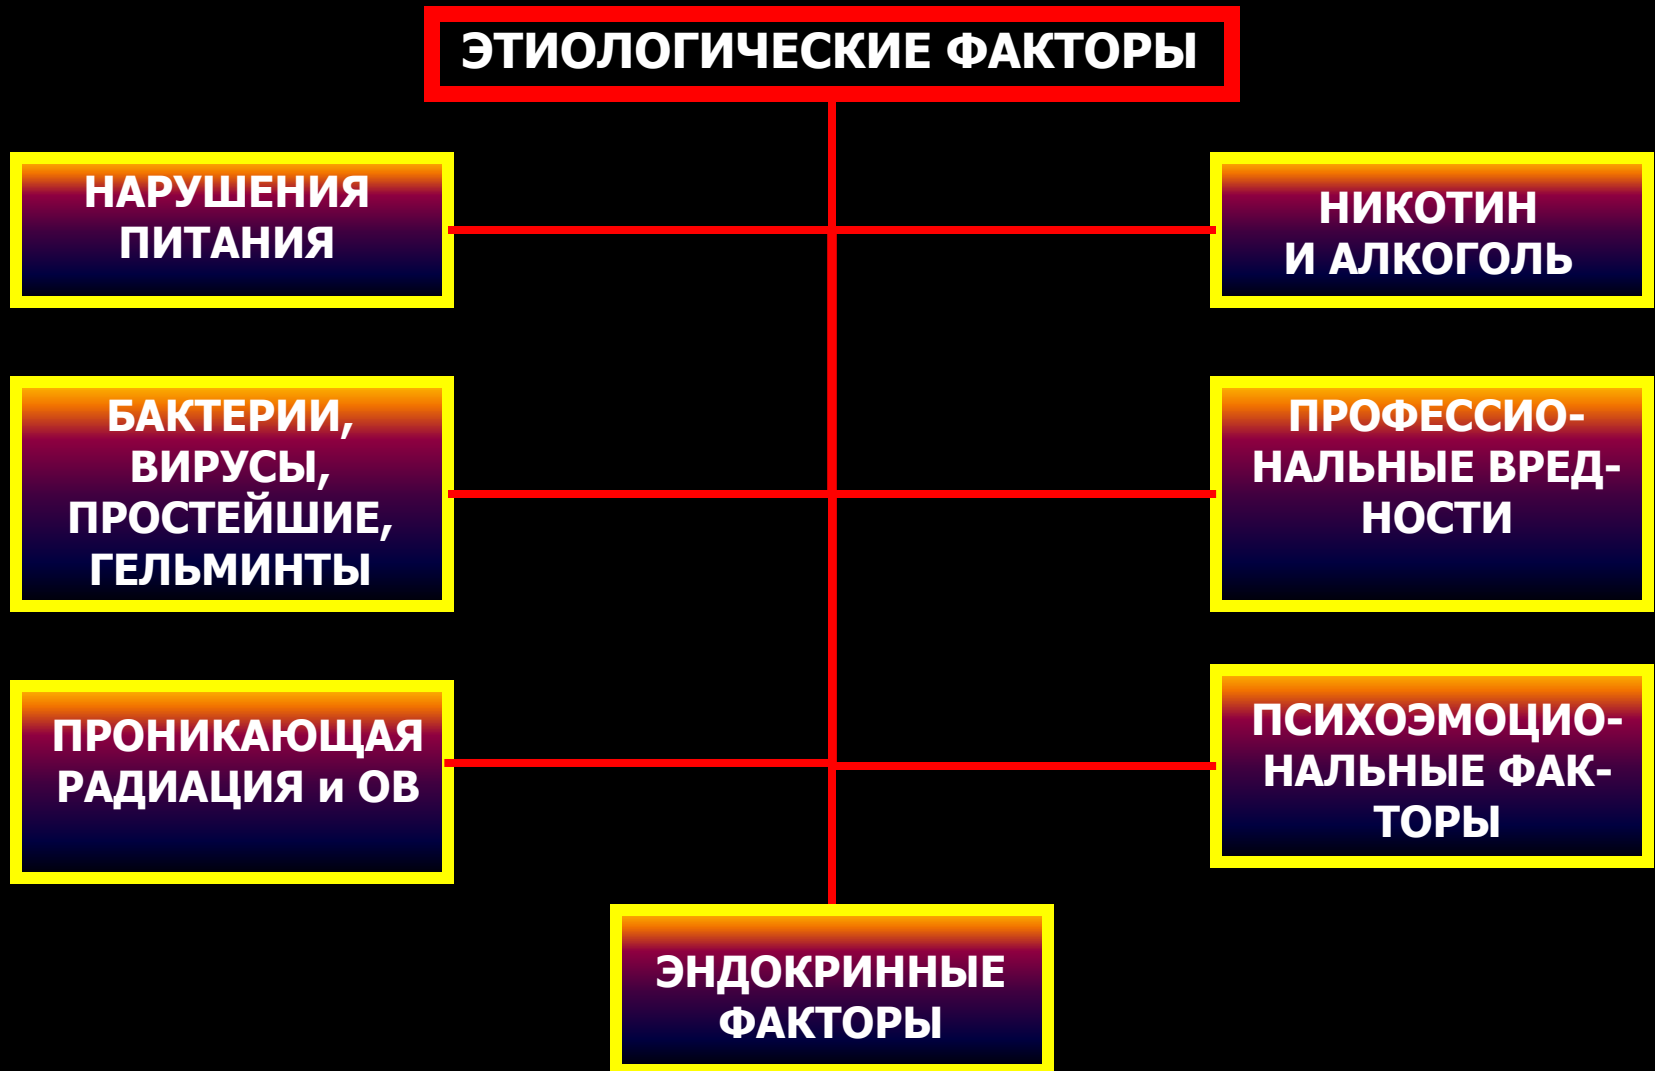 ЭТИОЛОГИЧЕСКИЕ ФАКТОРЫ
НАРУШЕНИЯ
ПИТАНИЯ
НИКОТИН
И АЛКОГОЛЬ
БАКТЕРИИ,
ВИРУСЫ,
ПРОСТЕЙШИЕ,
ГЕЛЬМИНТЫ
ПРОФЕССИО-
НАЛЬНЫЕ ВРЕД-
НОСТИ
ПРОНИКАЮЩАЯ
РАДИАЦИЯ и ОВ
ПСИХОЭМОЦИО-
НАЛЬНЫЕ ФАК-
ТОРЫ
ЭНДОКРИННЫЕ
ФАКТОРЫ